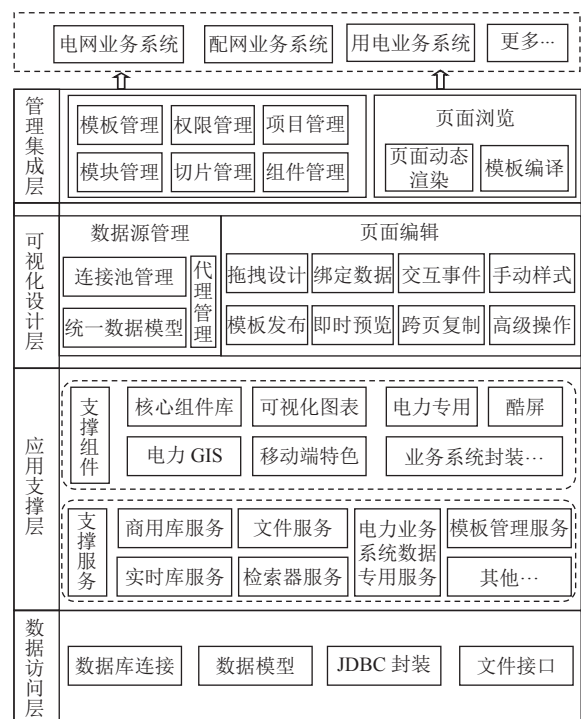 电网业务系统
配网业务系统
用电业务系统
更多…
管理集成层
模板管理
权限管理
项目管理
模块管理
切片管理
组件管理
页面浏览
页面动态
渲染
模板编译
可视化设计层
数据源管理
连接池管理
统一数据模型
代理管理
页面编辑
拖拽设计
绑定数据
交互事件
手动样式
模板发布
即时预览
跨页复制
高级操作
应用支撑层
支撑组件
核心组件库
可视化图表
电力专用
酷屏
电力 GIS
移动端特色
业务系统封装…
支撑服务
商用库服务
文件服务
电力业务
系统数据
专用服务
模板管理服务
实时库服务
检索器服务
其他…
数据访问层
数据库连接
数据模型
JDBC 封装
文件接口